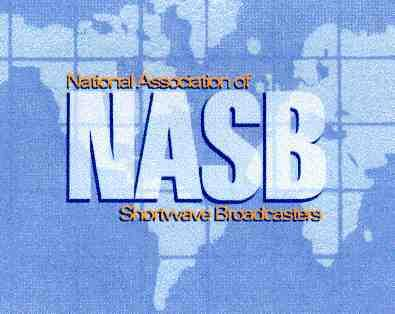 National Association of
NASB
Shortwave Broadcasters